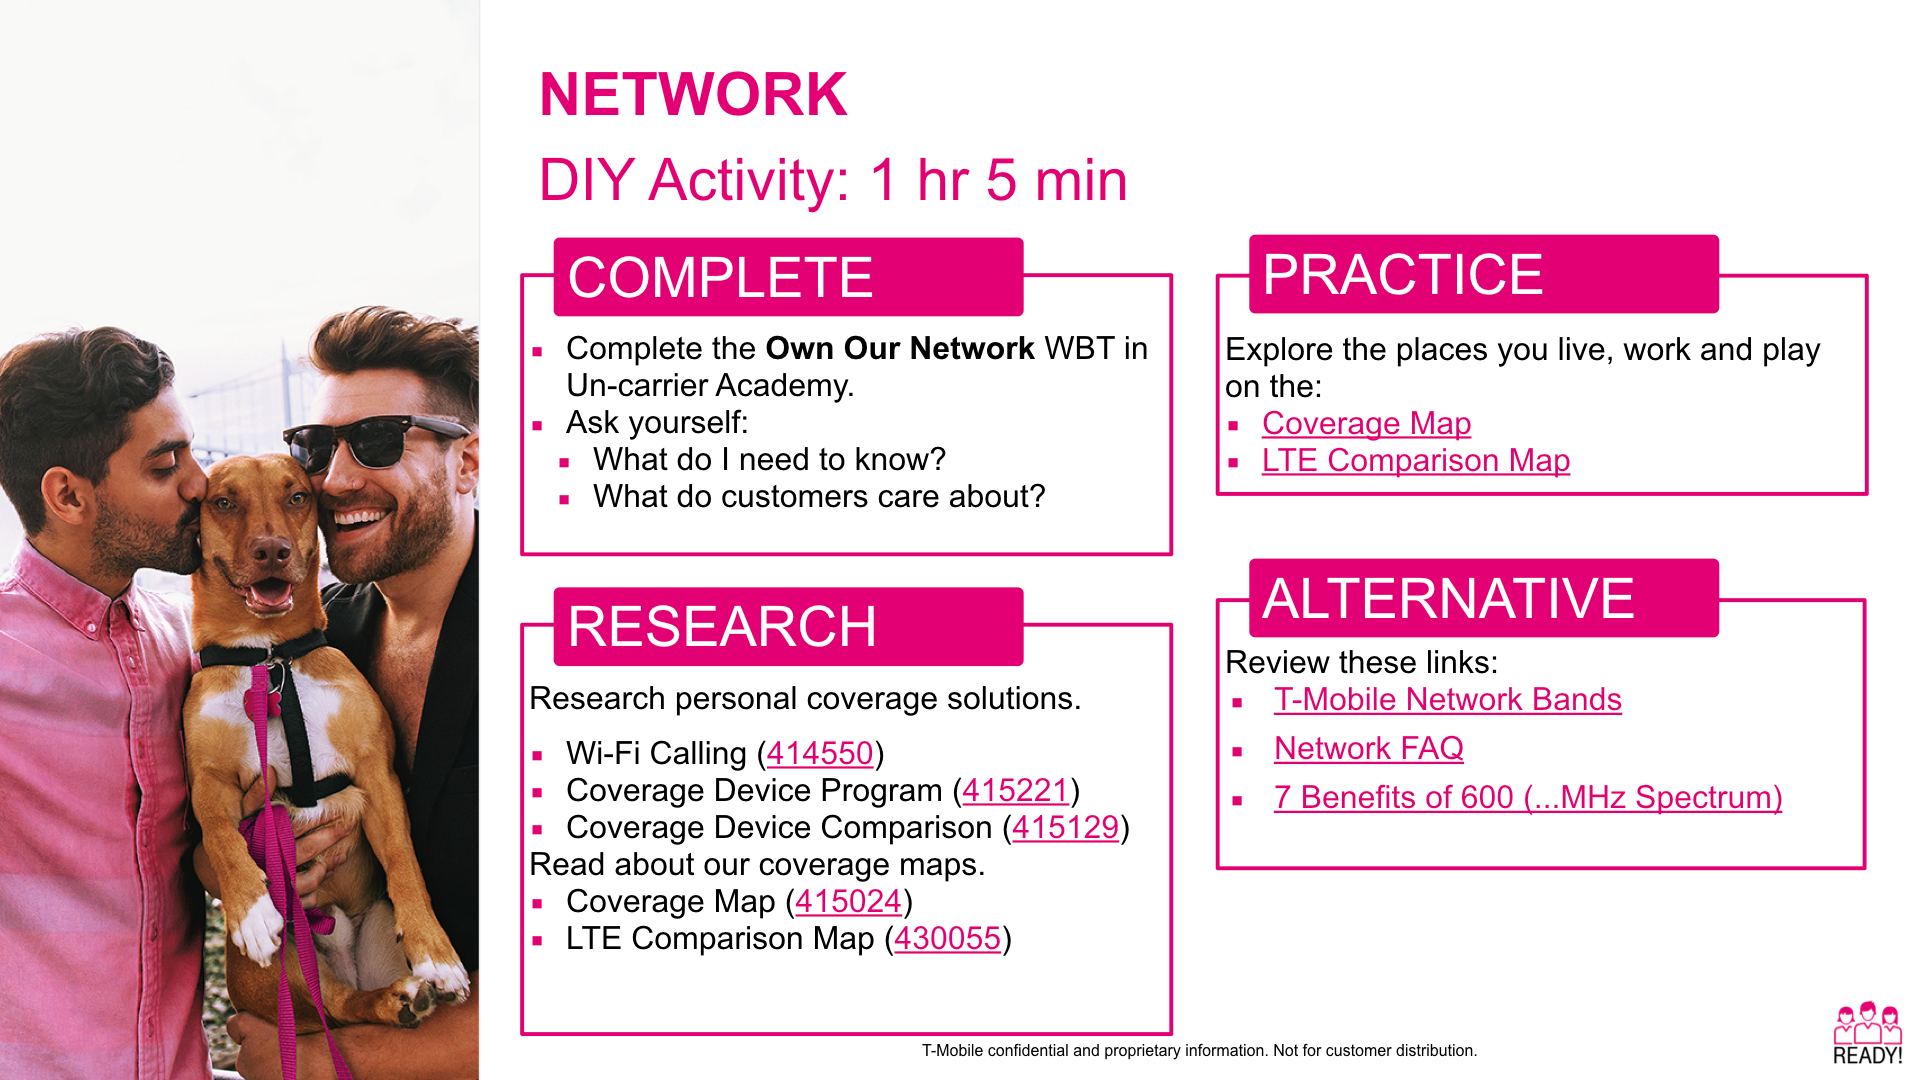 NETWORK
DIY Activity: 1 hr 5 min
COMPLETE
▪ Complete the Own Our Network WBT in
Un-carrier Academy.
▪ Ask yourself:
▪ What do I need to know?
▪ What do customers care about?
RESEARCH
Research personal coverage solutions.
▪ Wi-Fi Calling (414550)
▪ Coverage Device Program (415221)
▪ Coverage Device Comparison (415129)
Read about our coverage maps.
▪ Coverage Map (415024)
▪ LTE Comparison Map (430055)
PRACTICE
Explore the places you live, work and play
on the:
▪ Coverage Map
▪ LTE Comparison Map
ALTERNATIVE
Review these links:
▪ T-Mobile Network Bands
▪ Network FAQ
▪ 7 Benefits of 600 (...MHz Spectrum)
T-Mobile confidential and proprietary information. Not for customer distribution.
READY!